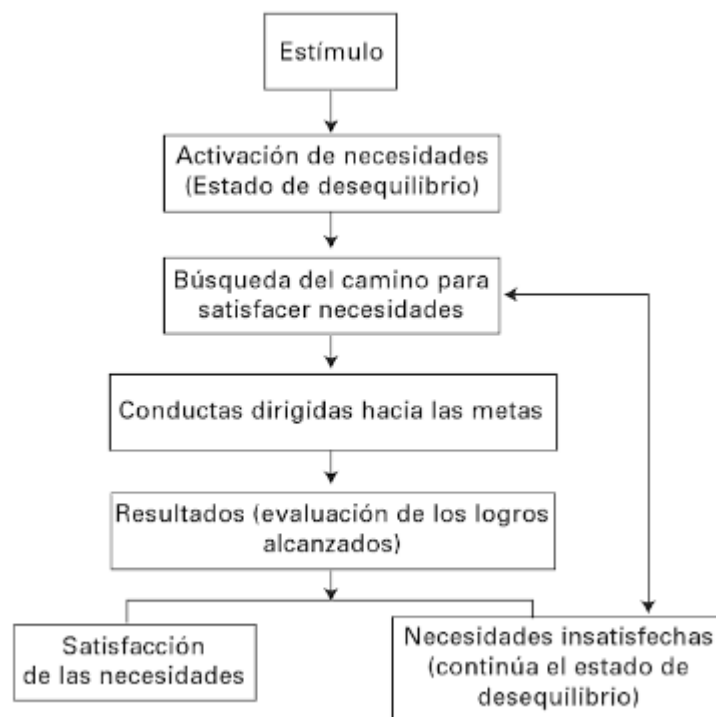 Estímulo
Activación de necesidades
(Estado de desequilibrio)
Búsqueda del camino para
satisfacer necesidades
Conductas dirigidas hacia las metas
Resultados (evaluación de los logros
alcanzados)
Satisfacción
de las necesidades
Necesidades insatisfechas
(continúa el estado de
desequilibrio)